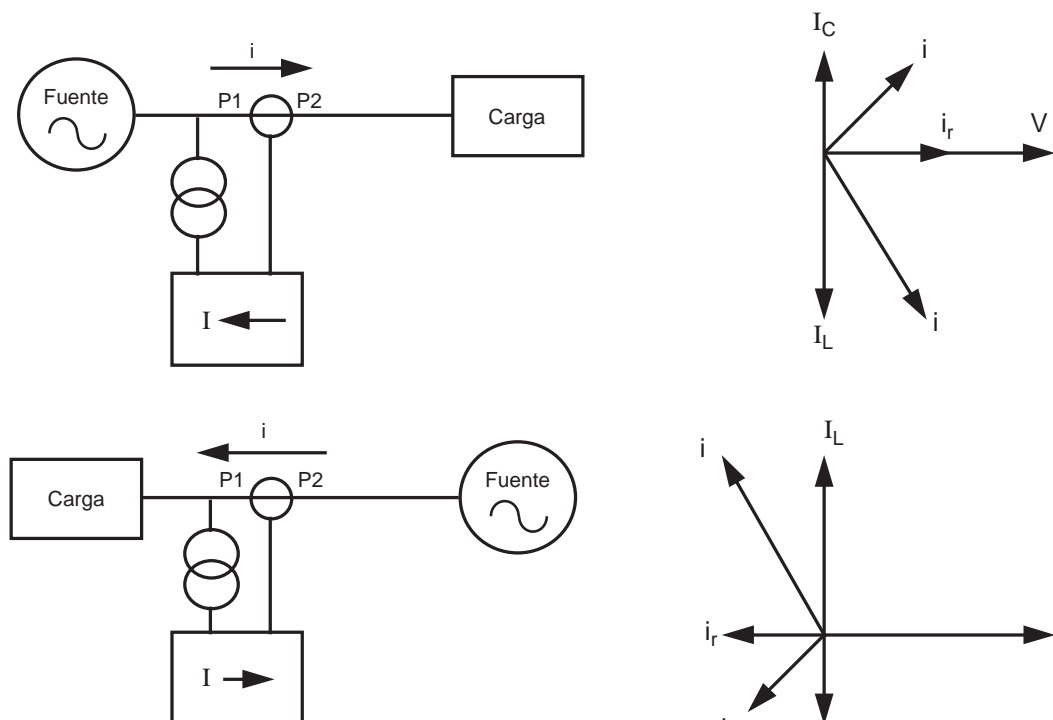 i
Fuente
P1 P2
Carga
I
I_C
i
i_r V
I_L
i
i
Carga
P1 P2
Fuente
I
i I_L
i_r